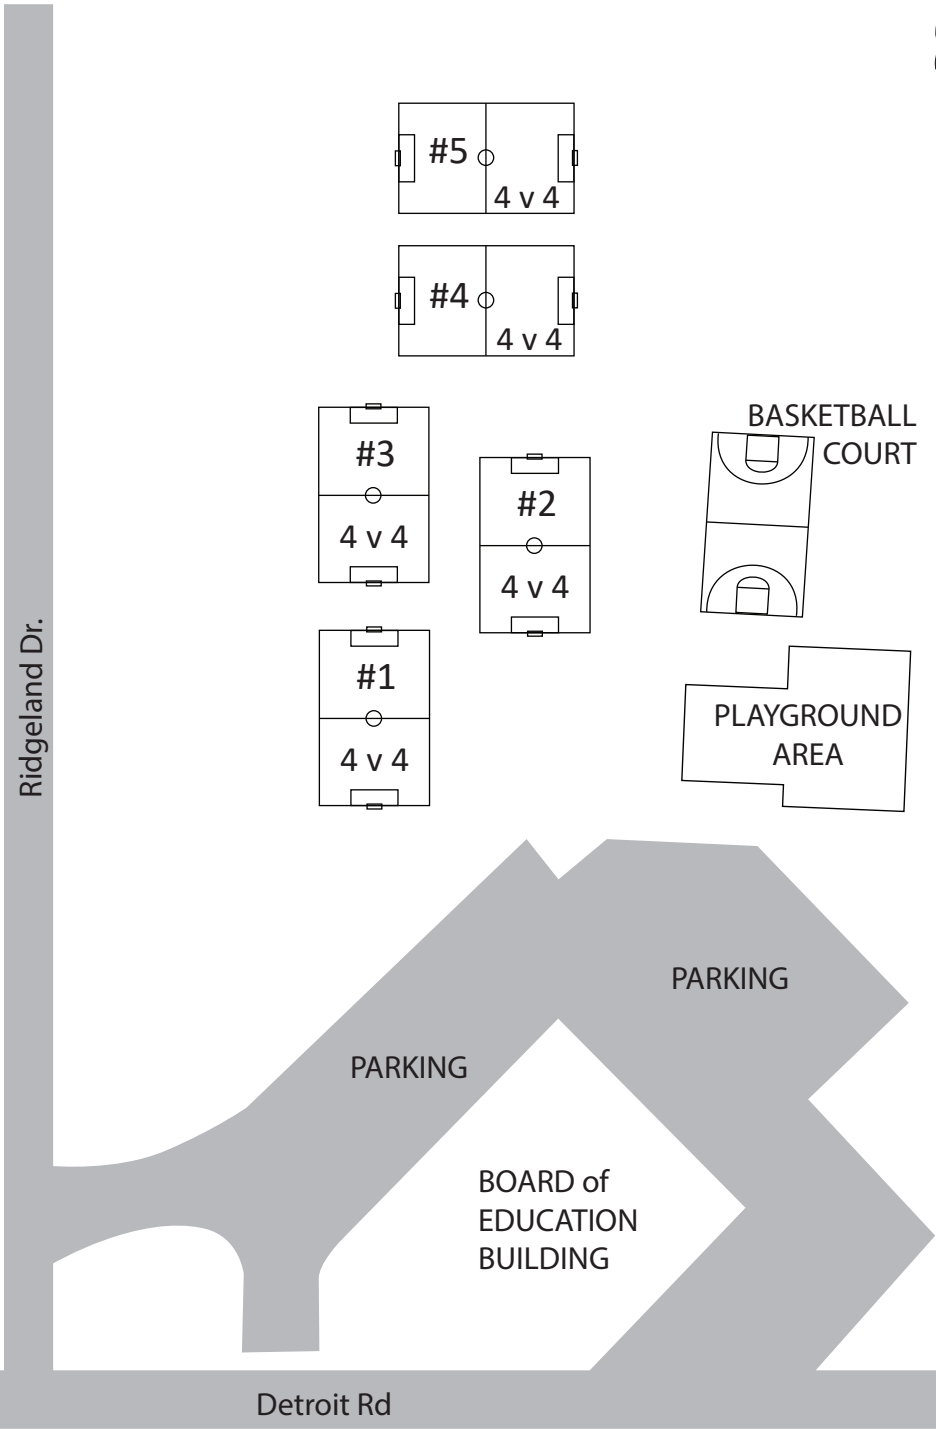 #5
4 v 4
#4
4 v 4
BASKETBALL
COURT
#3
4 v 4
#2
4 v 4
Ridgeland Dr.
#1
4 v 4
PLAYGROUND
AREA
PARKING
PARKING
BOARD of
EDUCATION
BUILDING
Detroit Rd